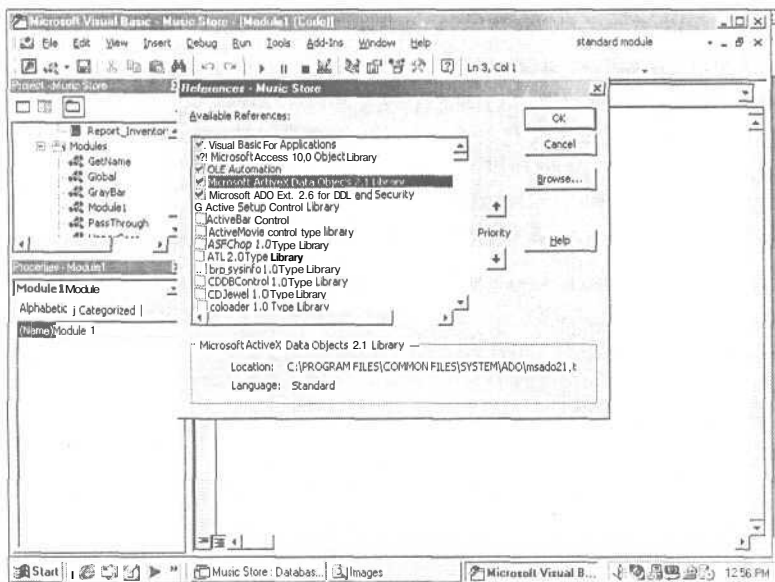 Microsoft Visual Basic - Music Store - [Module1 (Code)]
File Edit View Insert Debug Run Tools Add-Ins Window Help
standard module
Ln 3, Col 1
Project - Music Store
References - Music Store
Available References:
OK
Cancel
Browse...
Priority
Help
Report_Inventor
Modules
GetName
Global
GrayBar
Module1
PassThrough
Visual Basic For Applications
Microsoft Access 10,0 Object Library
OLE Automation
Microsoft ActiveX Data Objects 2.1 Library
Microsoft ADO Ext. 2.6 for DDL and Security
G Active Setup Control Library
ActiveBar Control
ActiveMovie control type library
ASFChop 1.0 Type Library
ATL 2.0 Type Library
brpsysinfo 1.0 Type Library
CDDBControl 1.0 Type Library
CDJewel 1.0 Type Library
coloader 1.0 Type Library
Properties - Module1
Module1 Module
Alphabetic Categorized
(Name) Module 1
Microsoft ActiveX Data Objects 2.1 Library
Location: C:\PROGRAM FILES\COMMON FILES\SYSTEM\ADO\msado21.t
Language: Standard
Start
Music Store : Databas...
Images
Microsoft Visual B...
12:56 PM